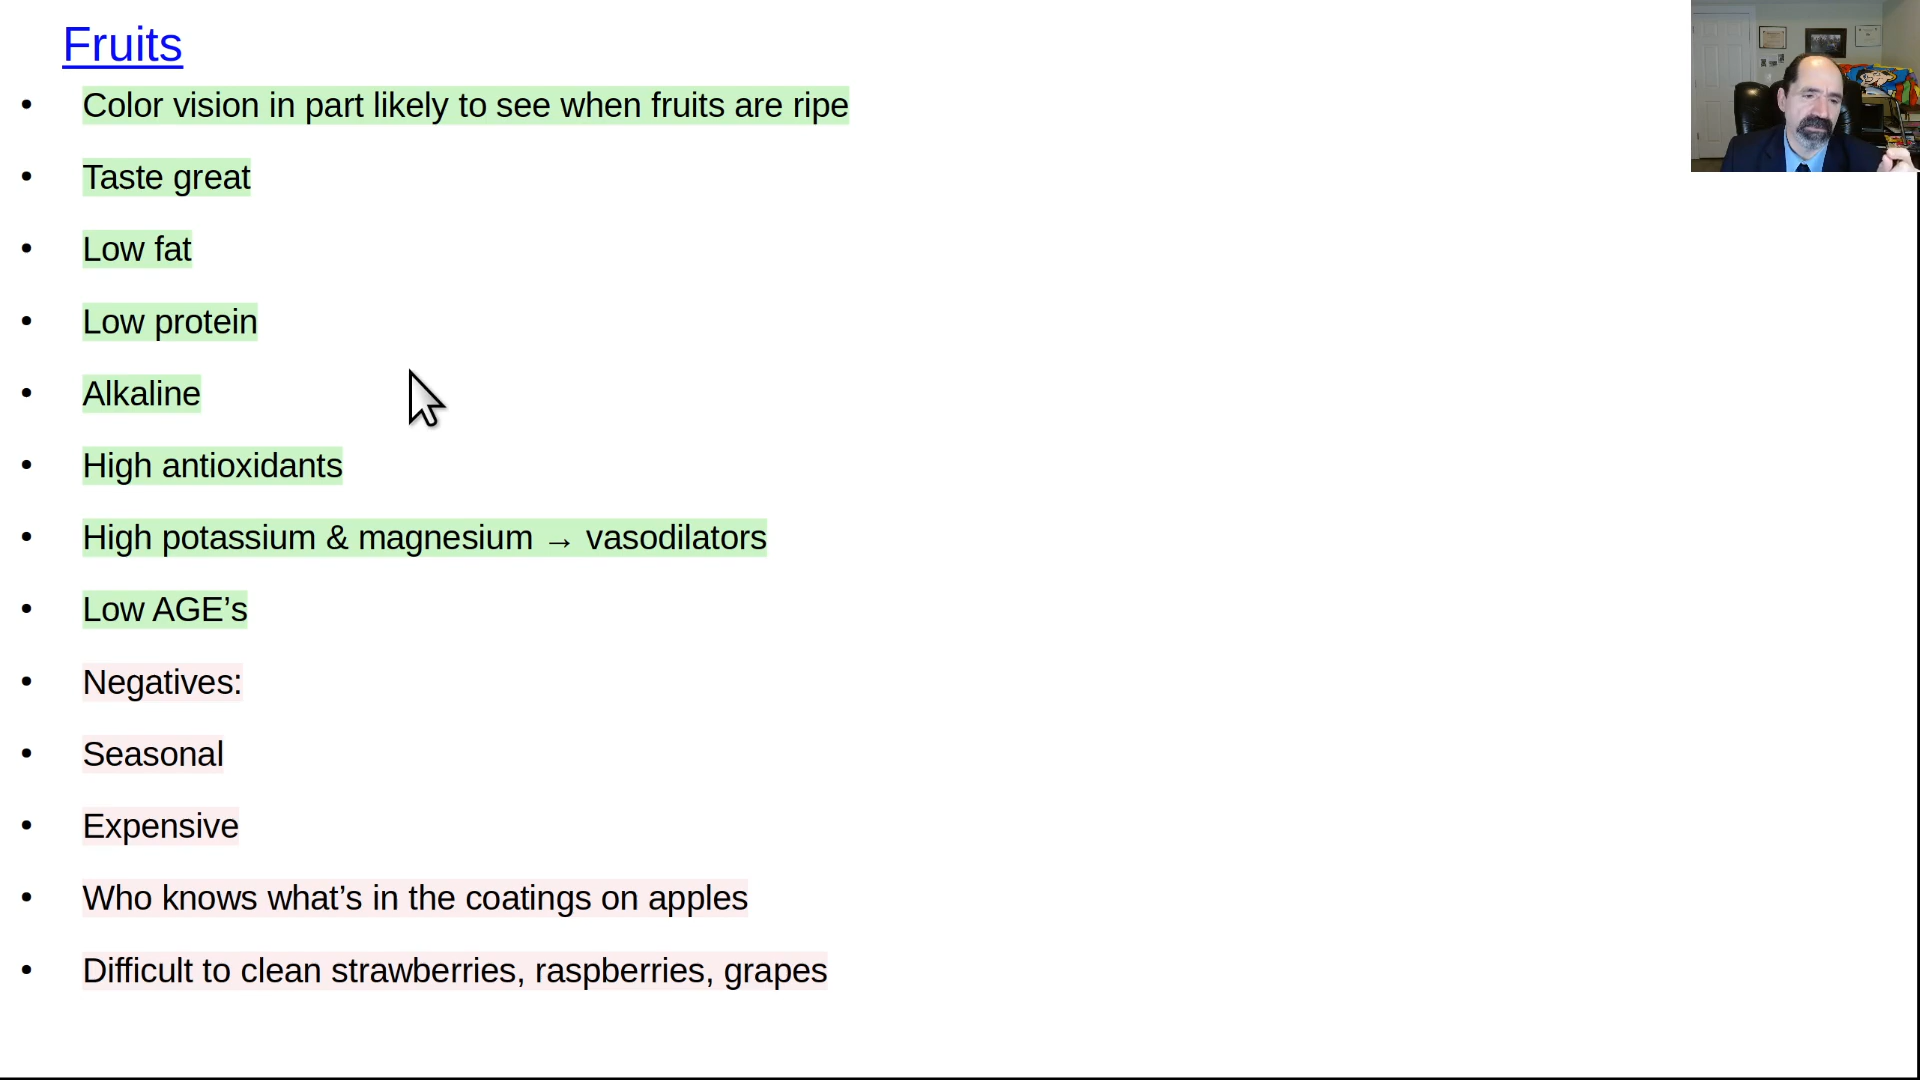 Fruits
• Color vision in part likely to see when fruits are ripe
• Taste great
• Low fat
• Low protein
• Alkaline
• High antioxidants
• High potassium & magnesium → vasodilators
• Low AGE’s
• Negatives:
• Seasonal
• Expensive
• Who knows what’s in the coatings on apples
• Difficult to clean strawberries, raspberries, grapes